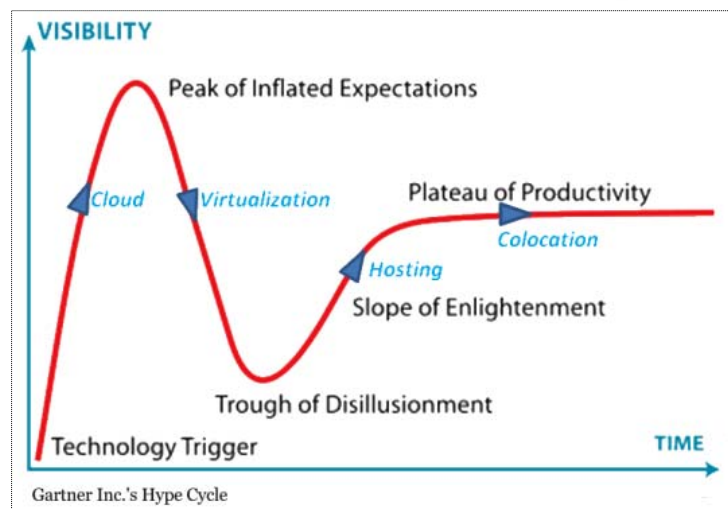 VISIBILITY
Peak of Inflated Expectations
Cloud
Virtualization
Plateau of Productivity
Colocation
Hosting
Slope of Enlightenment
Trough of Disillusionment
Technology Trigger
TIME
Gartner Inc.'s Hype Cycle